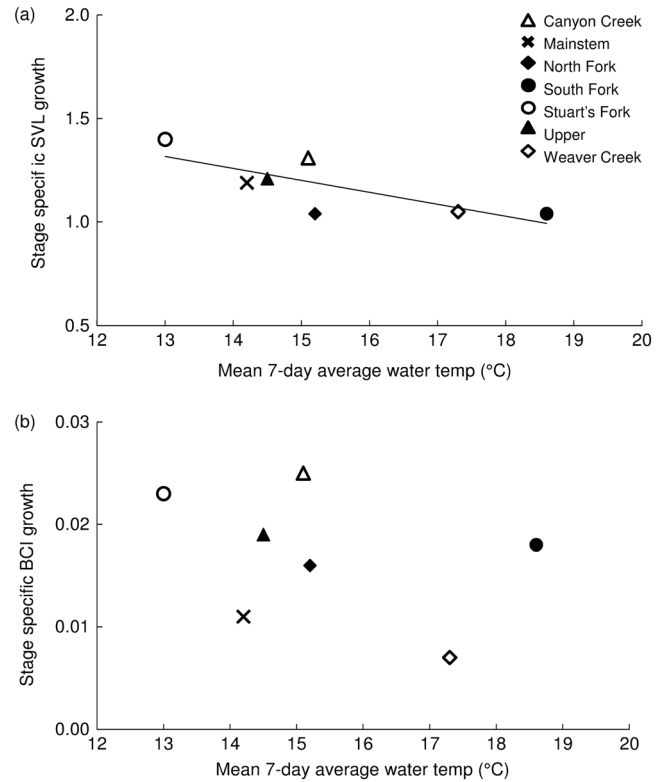 (a)
Stage specif ic SVL growth
2.0
1.5
1.0
0.5
12 13 14 15 16 17 18 19 20
Mean 7-day average water temp (°C)
Canyon Creek
Mainstem
North Fork
South Fork
Stuart's Fork
Upper
Weaver Creek
(b)
Stage specific BCI growth
0.03
0.02
0.01
0.00
12 13 14 15 16 17 18 19 20
Mean 7-day average water temp (°C)